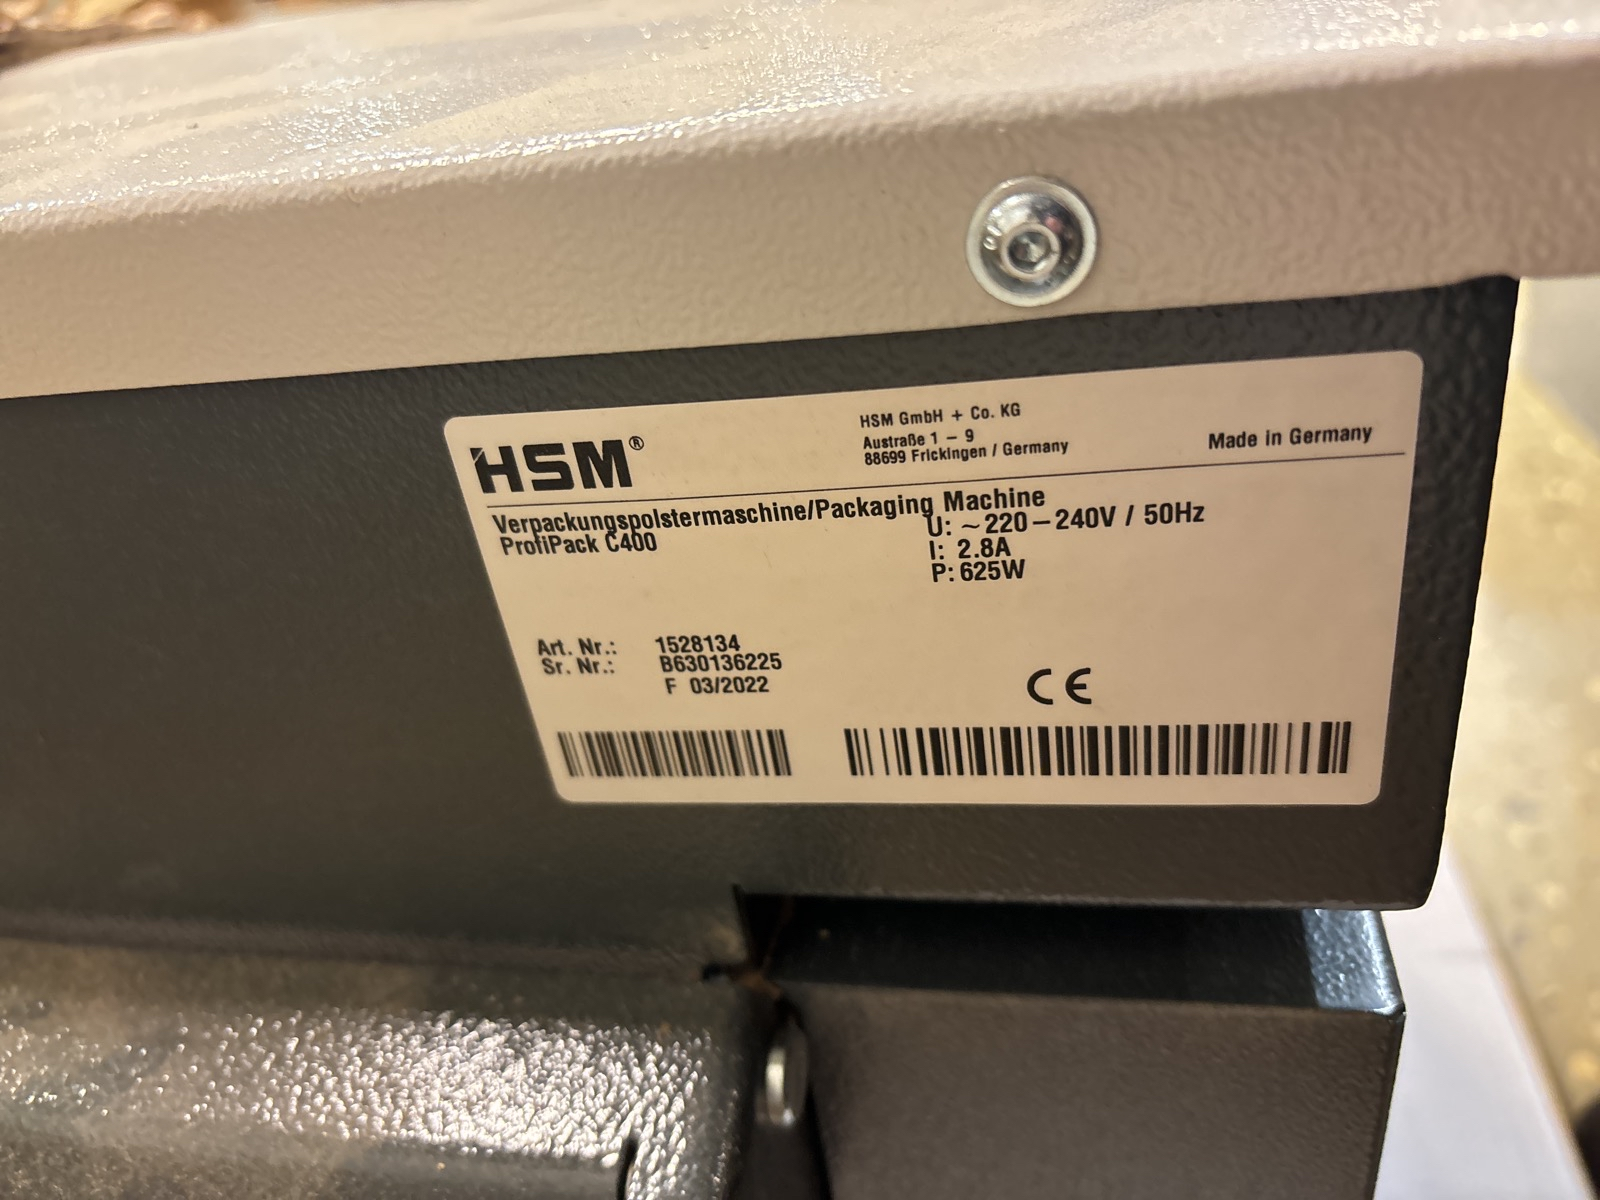 HSM®
HSM GmbH + Co. KG
Austraße 1 – 9
88699 Frickingen / Germany
Made in Germany
Verpackungspolstermaschine/Packaging Machine
ProfiPack C400
U: ~220–240V / 50Hz
I: 2.8A
P: 625W
Art. Nr.: 1528134
Sr. Nr.: B630136225
F 03/2022
CE